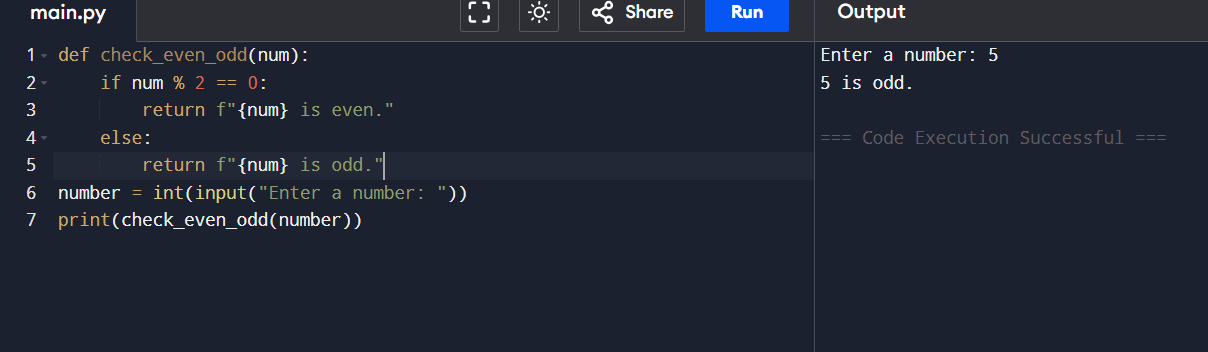 main.py Share Run Output
1 def check_even_odd(num):
2     if num % 2 == 0:
3         return f"{num} is even."
4     else:
5         return f"{num} is odd."
6 number = int(input("Enter a number: "))
7 print(check_even_odd(number))
Enter a number: 5
5 is odd.
=== Code Execution Successful ===